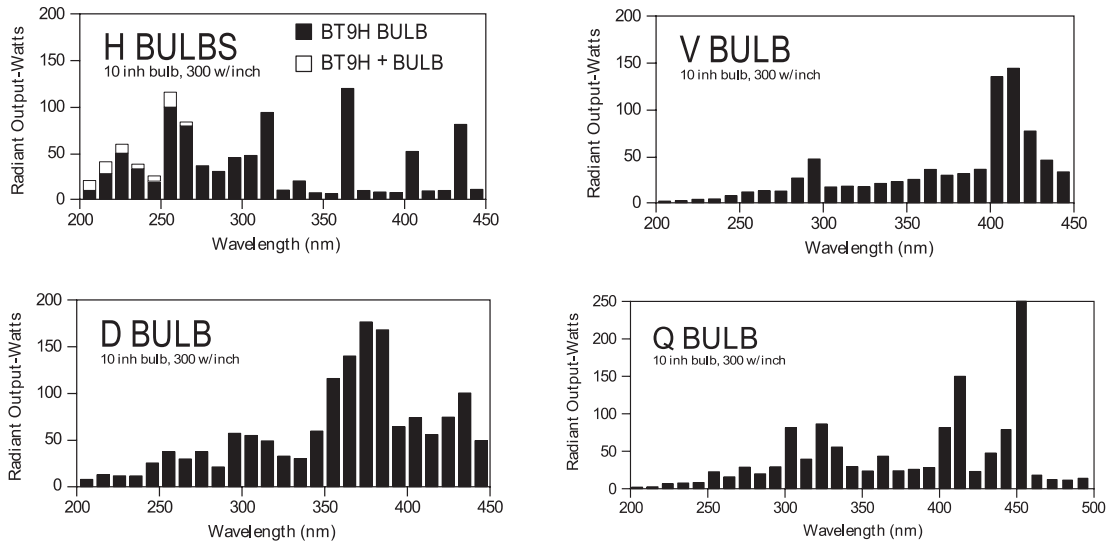 H BULBS
10 inh bulb, 300 w/inch
BT9H BULB
BT9H + BULB
Radiant Output-Watts
200
150
100
50
0
200 250 300 350 400 450
Wavelength (nm)
V BULB
10 inh bulb, 300 w/inch
Radiant Output-Watts
200
150
100
50
0
200 250 300 350 400 450
Wavelength (nm)
D BULB
10 inh bulb, 300 w/inch
Radiant Output-Watts
200
150
100
50
0
200 250 300 350 400 450
Wavelength (nm)
Q BULB
10 inh bulb, 300 w/inch
Radiant Output-Watts
250
200
150
100
50
0
200 250 300 350 400 450 500
Wavelength (nm)